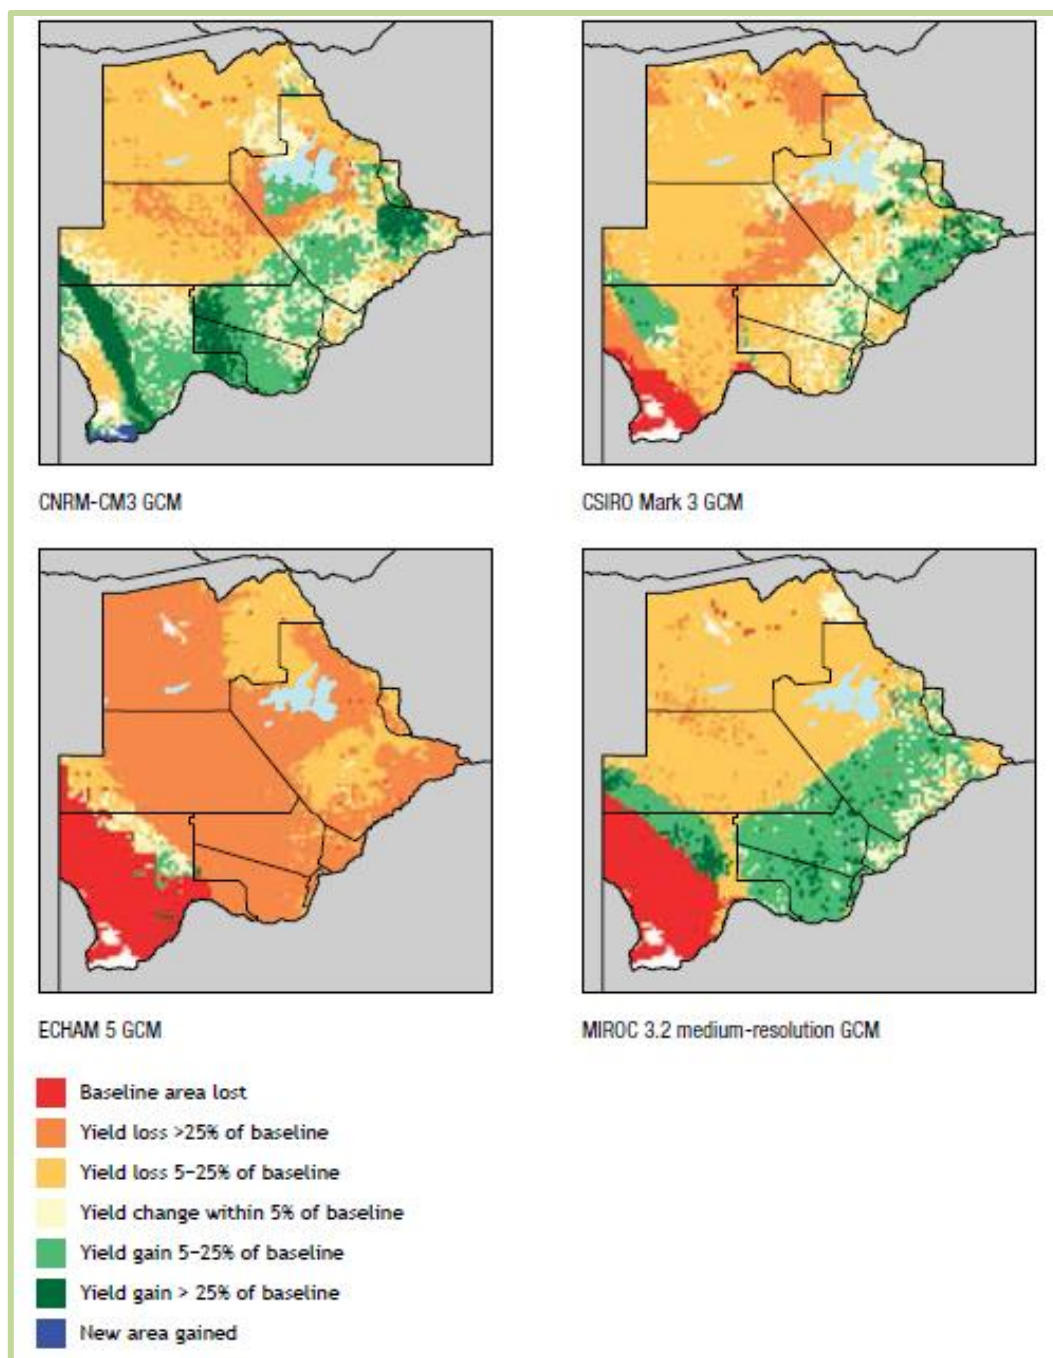 CNRM-CM3 GCM
CSIRO Mark 3 GCM
ECHAM 5 GCM
MIROC 3.2 medium-resolution GCM
Baseline area lost
Yield loss >25% of baseline
Yield loss 5–25% of baseline
Yield change within 5% of baseline
Yield gain 5–25% of baseline
Yield gain > 25% of baseline
New area gained